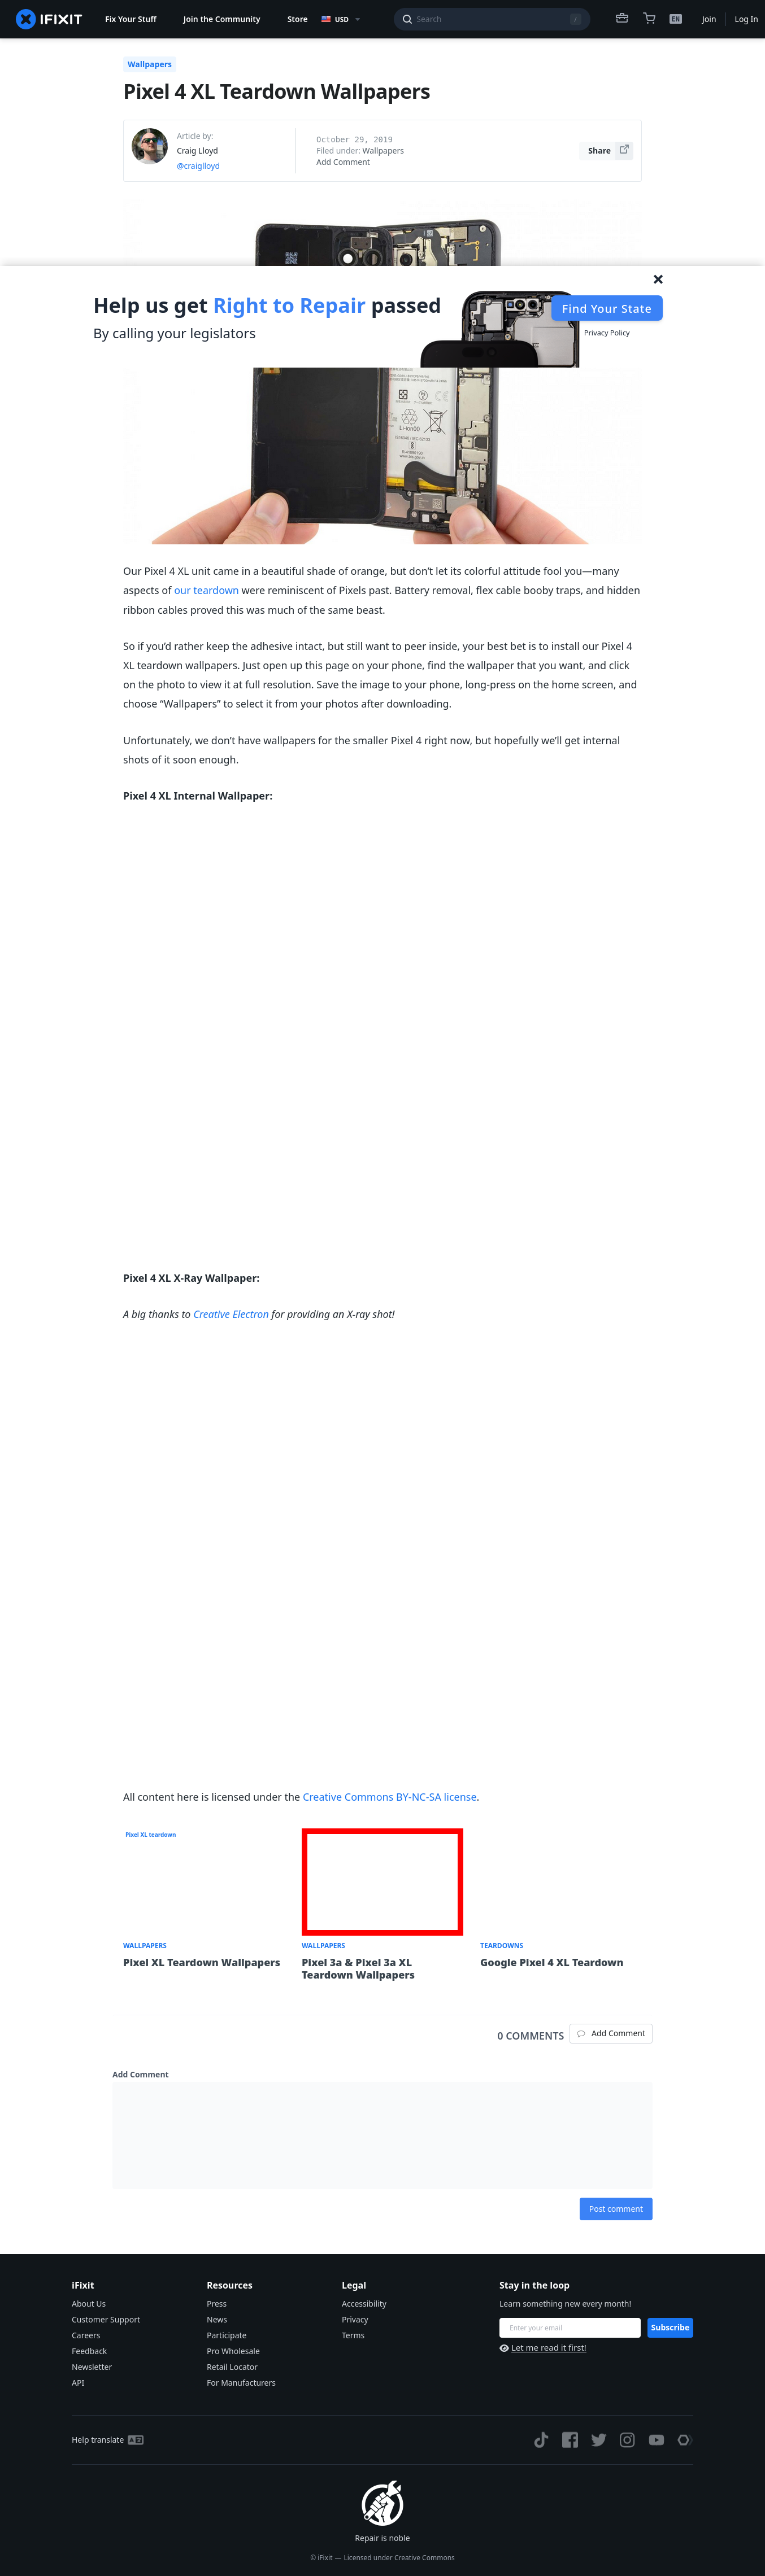 IFIXIT
Fix Your Stuff
Join the Community
Store
USD
Search
/
EN
Join
Log In
Wallpapers
Pixel 4 XL Teardown Wallpapers
Article by:
Craig Lloyd
@craiglloyd
October 29, 2019
Filed under: Wallpapers
Add Comment
Share
Help us get Right to Repair passed
By calling your legislators
Find Your State
Privacy Policy
Li-ion00
Our Pixel 4 XL unit came in a beautiful shade of orange, but don’t let its colorful attitude fool you—many
aspects of our teardown were reminiscent of Pixels past. Battery removal, flex cable booby traps, and hidden
ribbon cables proved this was much of the same beast.
So if you’d rather keep the adhesive intact, but still want to peer inside, your best bet is to install our Pixel 4
XL teardown wallpapers. Just open up this page on your phone, find the wallpaper that you want, and click
on the photo to view it at full resolution. Save the image to your phone, long-press on the home screen, and
choose “Wallpapers” to select it from your photos after downloading.
Unfortunately, we don’t have wallpapers for the smaller Pixel 4 right now, but hopefully we’ll get internal
shots of it soon enough.
Pixel 4 XL Internal Wallpaper:
Pixel 4 XL X-Ray Wallpaper:
A big thanks to Creative Electron for providing an X-ray shot!
All content here is licensed under the Creative Commons BY-NC-SA license.
Pixel XL teardown
WALLPAPERS
Pixel XL Teardown Wallpapers
WALLPAPERS
Pixel 3a & Pixel 3a XL
Teardown Wallpapers
TEARDOWNS
Google Pixel 4 XL Teardown
0 COMMENTS
Add Comment
Add Comment
Post comment
iFixit
About Us
Customer Support
Careers
Feedback
Newsletter
API
Resources
Press
News
Participate
Pro Wholesale
Retail Locator
For Manufacturers
Legal
Accessibility
Privacy
Terms
Stay in the loop
Learn something new every month!
Enter your email
Subscribe
Let me read it first!
Help translate
Repair is noble
© iFixit — Licensed under Creative Commons